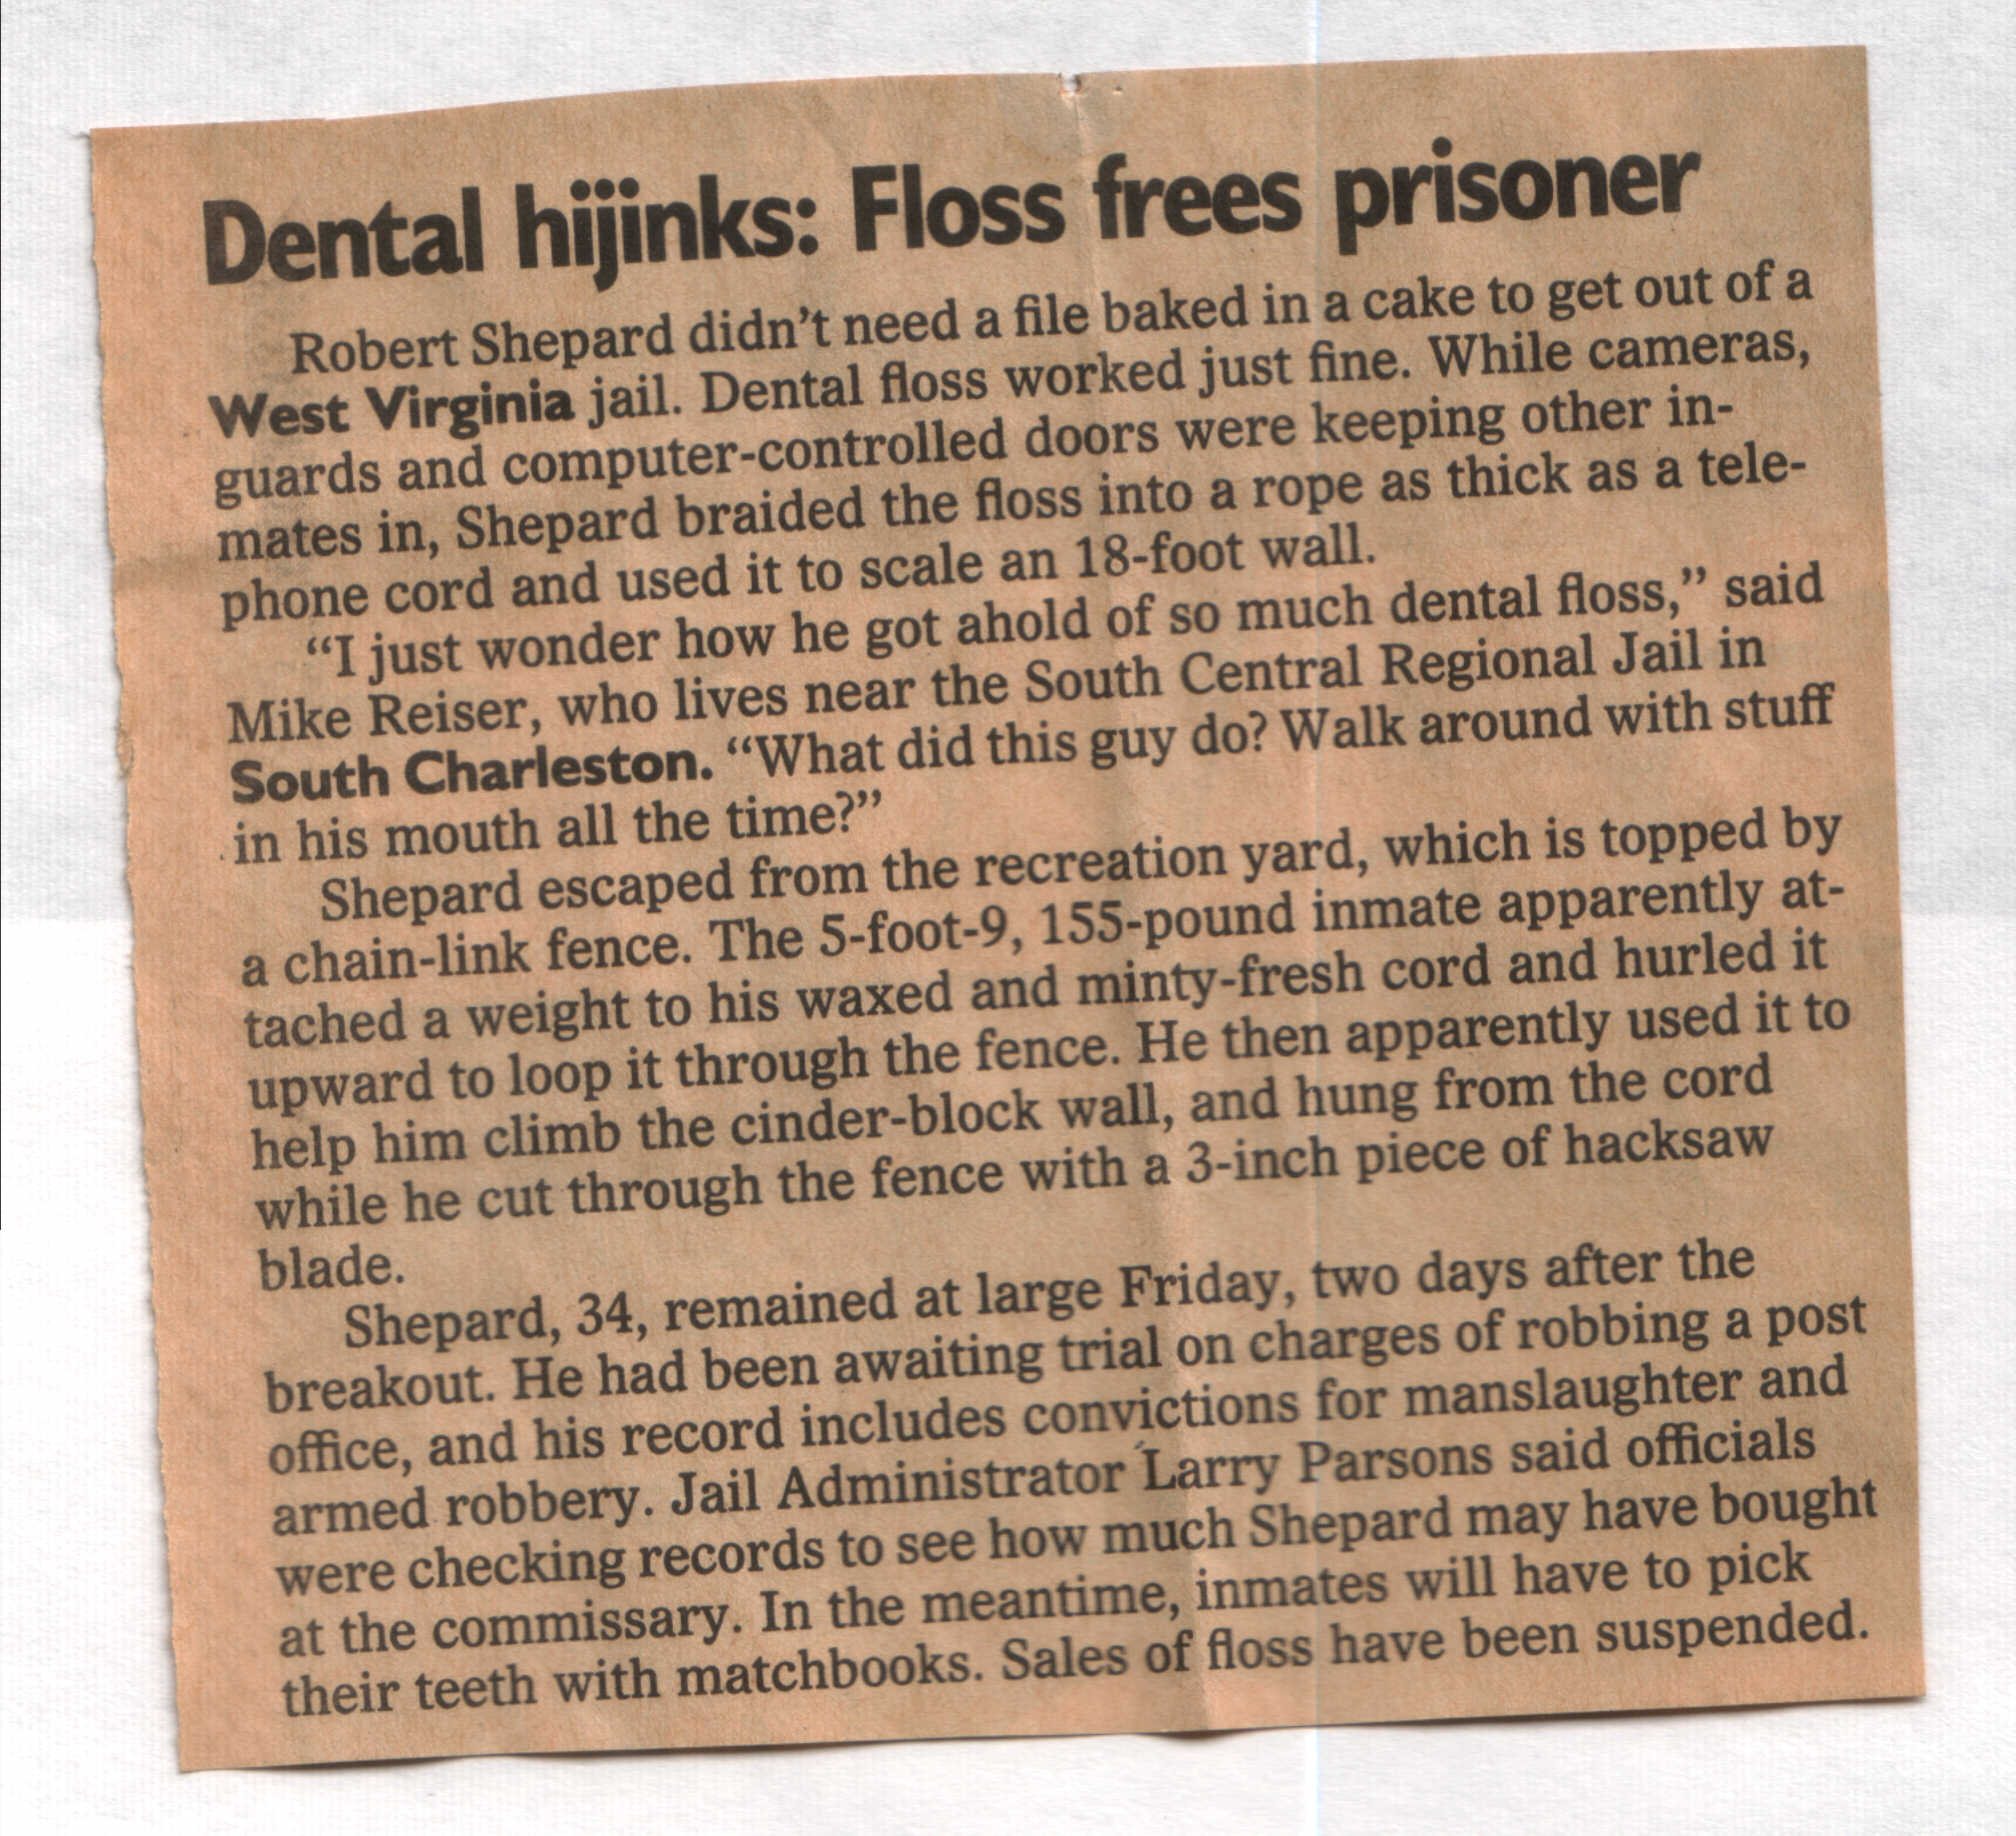 Dental hijinks: Floss frees prisoner
Robert Shepard didn't need a file baked in a cake to get out of a
West Virginia jail. Dental floss worked just fine. While cameras,
guards and computer-controlled doors were keeping other in-
mates in, Shepard braided the floss into a rope as thick as a tele-
phone cord and used it to scale an 18-foot wall.
“I just wonder how he got ahold of so much dental floss,” said
Mike Reiser, who lives near the South Central Regional Jail in
South Charleston. “What did this guy do? Walk around with stuff
in his mouth all the time?”
Shepard escaped from the recreation yard, which is topped by
a chain-link fence. The 5-foot-9, 155-pound inmate apparently at-
tached a weight to his waxed and minty-fresh cord and hurled it
upward to loop it through the fence. He then apparently used it to
help him climb the cinder-block wall, and hung from the cord
while he cut through the fence with a 3-inch piece of hacksaw
blade.
Shepard, 34, remained at large Friday, two days after the
breakout. He had been awaiting trial on charges of robbing a post
office, and his record includes convictions for manslaughter and
armed robbery. Jail Administrator Larry Parsons said officials
were checking records to see how much Shepard may have bought
at the commissary. In the meantime, inmates will have to pick
their teeth with matchbooks. Sales of floss have been suspended.